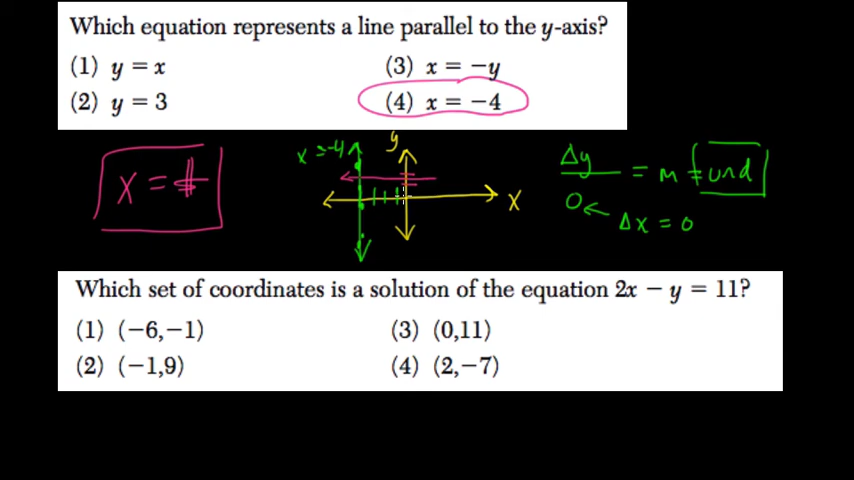 Which equation represents a line parallel to the y-axis?
(1) y = x
(3) x = −y
(2) y = 3
(4) x = −4
x = #
x = -4
y
x
Δy
0
= m = und
Δx = 0
Which set of coordinates is a solution of the equation 2x − y = 11?
(1) (−6,−1)
(3) (0,11)
(2) (−1,9)
(4) (2,−7)